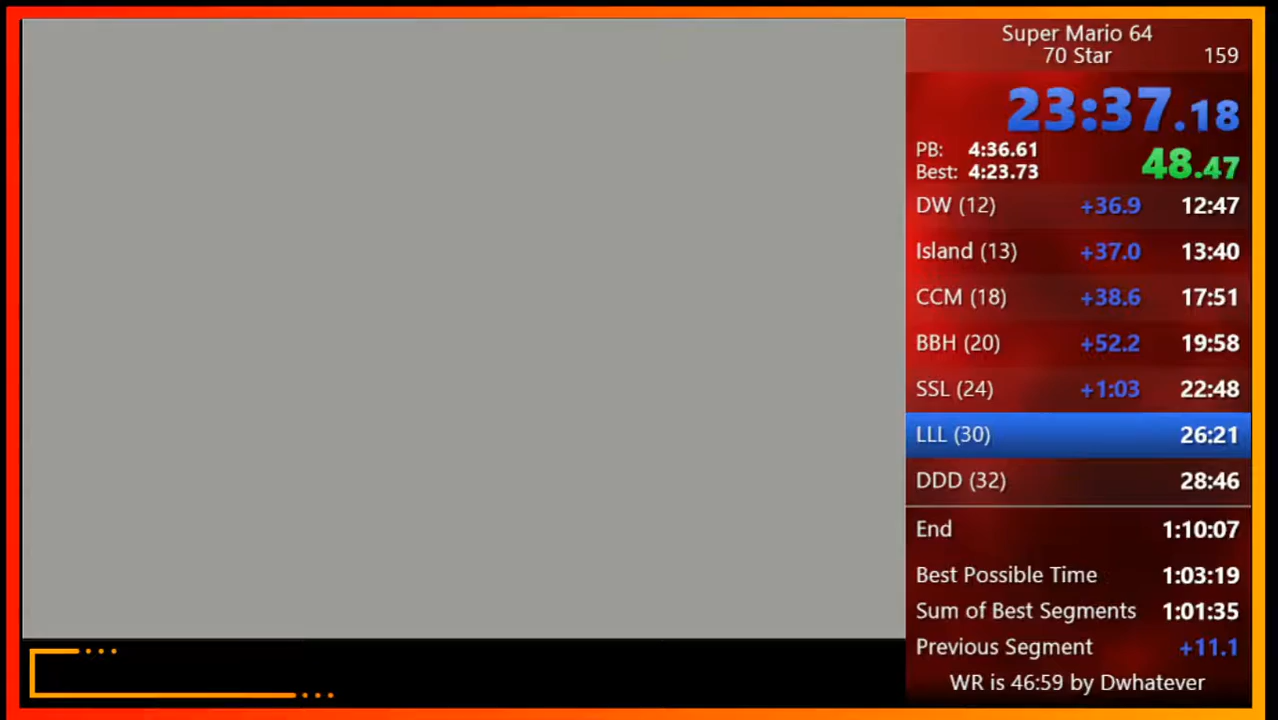 Super Mario 64
70 Star 159
23:37.18
PB: 4:36.61
Best: 4:23.73
48.47
DW (12) +36.9 12:47
Island (13) +37.0 13:40
CCM (18) +38.6 17:51
BBH (20) +52.2 19:58
SSL (24) +1:03 22:48
LLL (30) 26:21
DDD (32) 28:46
End 1:10:07
Best Possible Time 1:03:19
Sum of Best Segments 1:01:35
Previous Segment +11.1
WR is 46:59 by Dwhatever